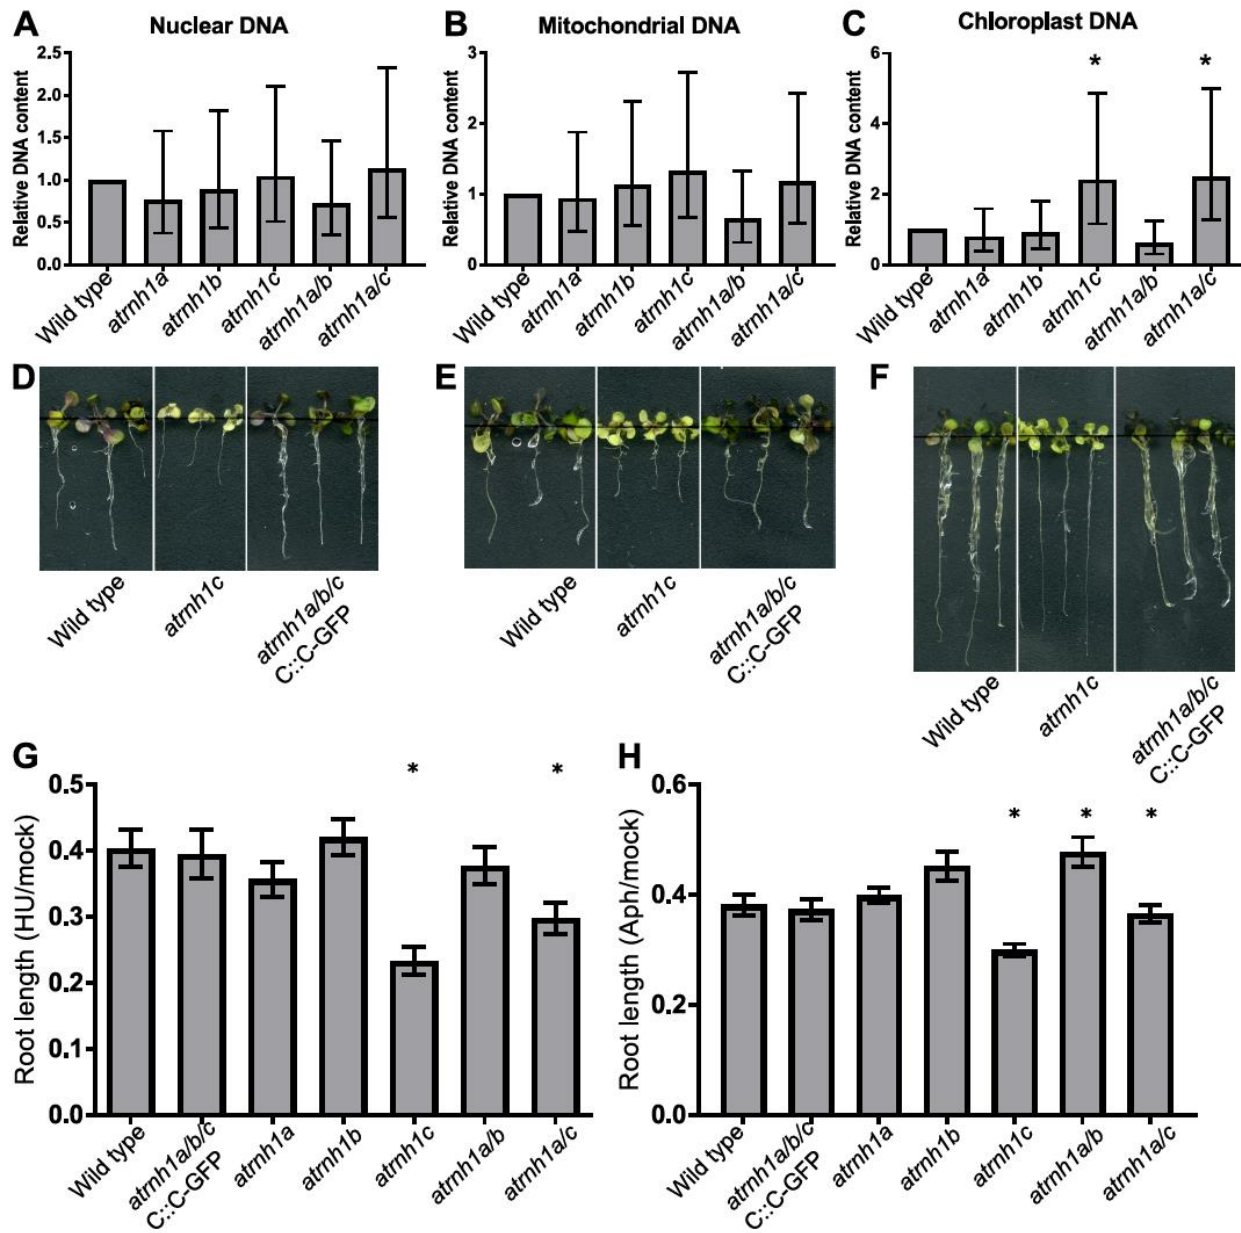 A Nuclear DNA
Relative DNA content
2.5
2.0
1.5
1.0
0.5
0.0
Wild type
atrnh1a
atrnh1b
atrnh1c
atrnh1a/b
atrnh1a/c
B Mitochondrial DNA
Relative DNA content
3
2
1
0
Wild type
atrnh1a
atrnh1b
atrnh1c
atrnh1a/b
atrnh1a/c
C Chloroplast DNA
Relative DNA content
6
4
2
0
* *
Wild type
atrnh1a
atrnh1b
atrnh1c
atrnh1a/b
atrnh1a/c
D
Wild type
atrnh1c
atrnh1a/b/c
C::C-GFP
E
Wild type
atrnh1c
atrnh1a/b/c
C::C-GFP
F
Wild type
atrnh1c
atrnh1a/b/c
C::C-GFP
G
Root length (HU/mock)
0.5
0.4
0.3
0.2
0.1
0.0
* *
Wild type
atrnh1a/b/c
C::C-GFP
atrnh1a
atrnh1b
atrnh1c
atrnh1a/b
atrnh1a/c
H
Root length (Aph/mock)
0.6
0.4
0.2
0.0
* * *
Wild type
atrnh1a/b/c
C::C-GFP
atrnh1a
atrnh1b
atrnh1c
atrnh1a/b
atrnh1a/c